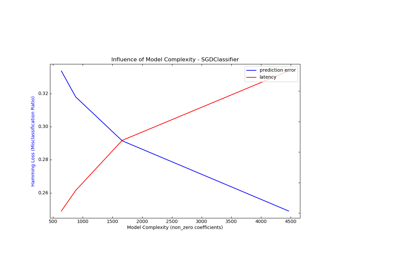 Influence of Model Complexity - SGDClassifier
prediction error
latency
0.32
0.30
0.28
0.26
Hamming Loss (Misclassification Ratio)
500 1000 1500 2000 2500 3000 3500 4000 4500
Model Complexity (non_zero coefficients)